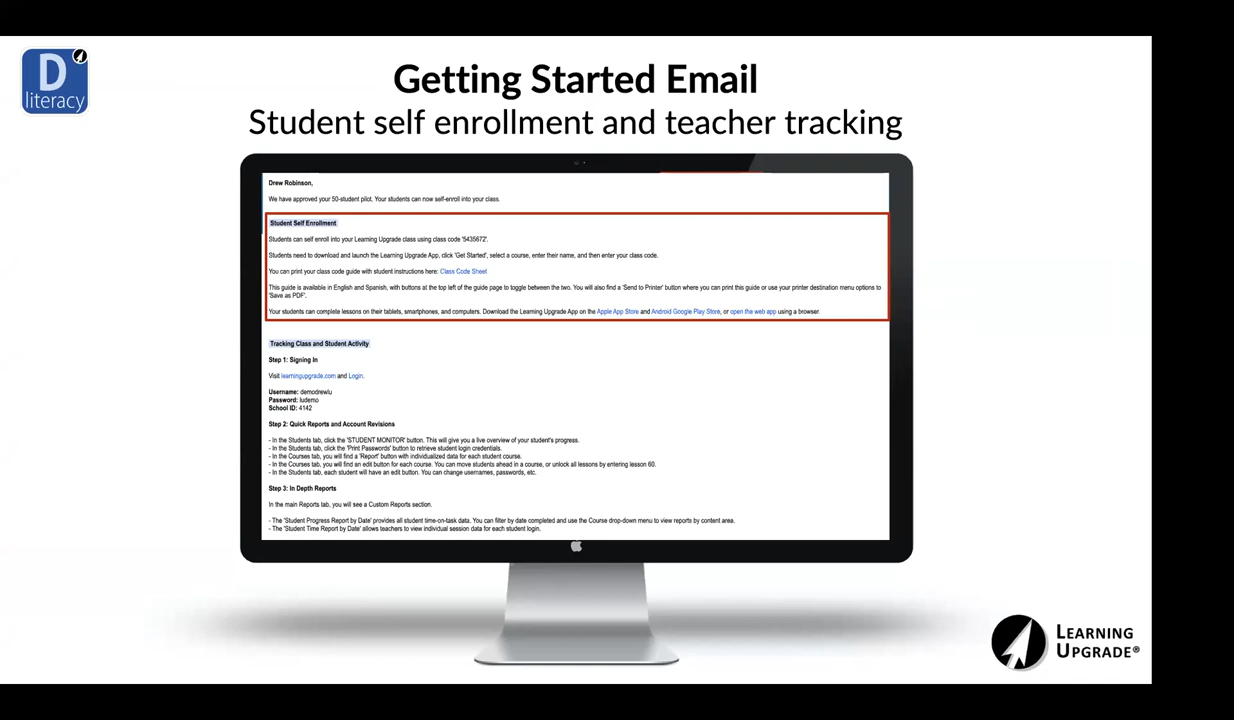 D
literacy
Getting Started Email
Student self enrollment and teacher tracking
Drew Robinson,
We have approved your 50-student pilot. Your students can now self-enroll into your class.
Student Self Enrollment
Students can self enroll into your Learning Upgrade class using class code '5435672'.
Students need to download and launch the Learning Upgrade App, click 'Get Started', select a course, enter their name, and then enter your class code.
You can print your class code guide with student instructions here: Class Code Sheet
This guide is available in English and Spanish, with buttons at the top left of the guide page to toggle between the two. You will also find a 'Send to Printer' button where you can print this guide or use your printer destination menu options to
'Save as PDF'.
Your students can complete lessons on their tablets, smartphones, and computers. Download the Learning Upgrade App on the Apple App Store and Android Google Play Store, or open the web app using a browser.
Tracking Class and Student Activity
Step 1: Signing In
Visit learningupgrade.com and Login.
Username: demodrewlu
Password: ludemo
School ID: 4142
Step 2: Quick Reports and Account Revisions
- In the Students tab, click the 'STUDENT MONITOR' button. This will give you a live overview of your student's progress.
- In the Students tab, click the 'Print Passwords' button to retrieve student login credentials.
- In the Courses tab, you will find a 'Report' button with individualized data for each student course.
- In the Courses tab, you will find an edit button for each course. You can move students ahead in a course, or unlock all lessons by entering lesson 60.
- In the Students tab, each student will have an edit button. You can change usernames, passwords, etc.
Step 3: In Depth Reports
In the main Reports tab, you will see a Custom Reports section.
- The 'Student Progress Report by Date' provides all student time-on-task data. You can filter by date completed and use the Course drop-down menu to view reports by content area.
- The 'Student Time Report by Date' allows teachers to view individual session data for each student login.
LEARNING
UPGRADE®